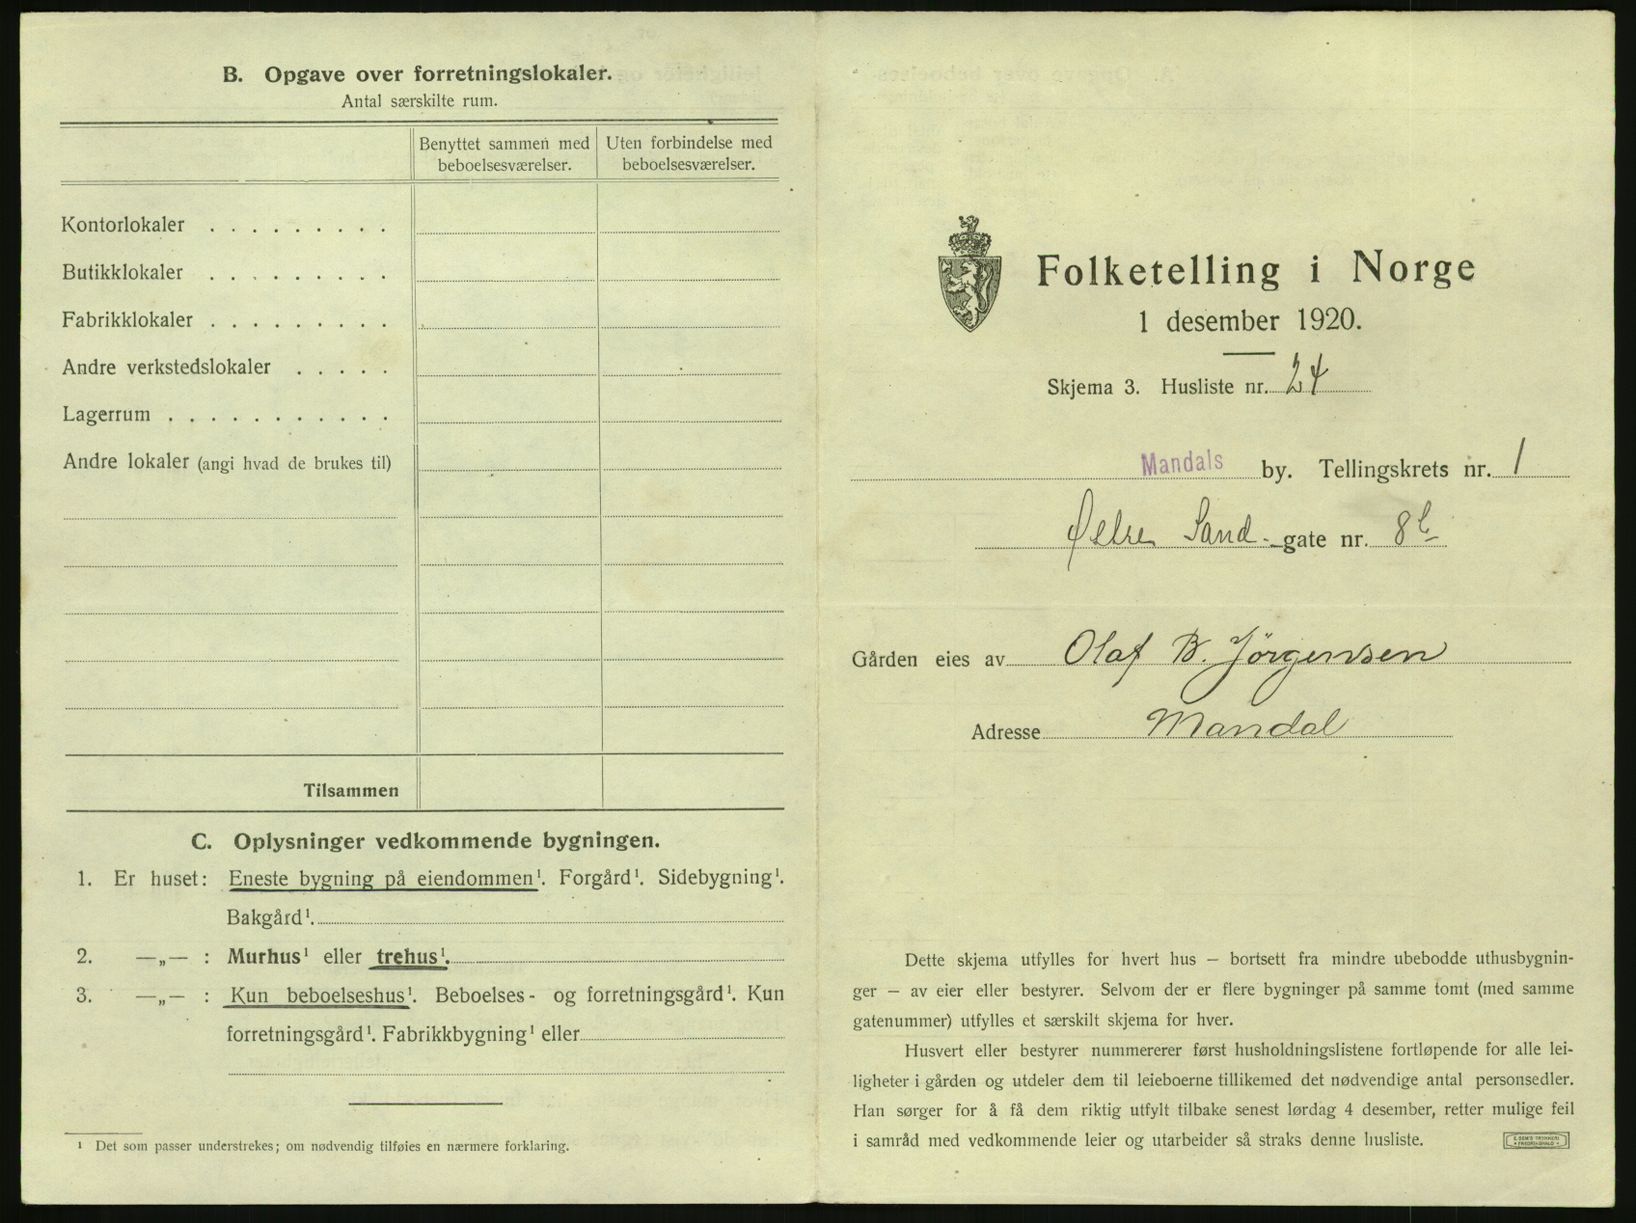 B. Opgave over forretningslokaler.
Antal særskilte rum.
Benyttet sammen med beboelsesværelser.
Uten forbindelse med beboelsesværelser.
Kontorlokaler . . . . . . . . .
Butikklokaler . . . . . . . . .
Fabrikklokaler . . . . . . . . .
Andre verkstedslokaler . . . . .
Lagerrum . . . . . . . . . . .
Andre lokaler (angi hvad de brukes til)
Tilsammen
C. Oplysninger vedkommende bygningen.
1. Er huset: Eneste bygning på eiendommen¹. Forgård¹. Sidebygning¹.
Bakgård¹.
2. —„— : Murhus¹ eller trehus¹.
3. —„— : Kun beboelseshus¹. Beboelses- og forretningsgård¹. Kun
forretningsgård¹. Fabrikkbygning¹ eller
¹ Det som passer understrekes; om nødvendig tilføies en nærmere forklaring.
Folketelling i Norge
1 desember 1920.
Skjema 3. Husliste nr. 24
Mandals by. Tellingskrets nr. 1
Østre Sand-gate nr. 8b
Gården eies av Olaf B. Jörgensen
Adresse Mandal
Dette skjema utfylles for hvert hus — bortsett fra mindre ubebodde uthusbygnin-
ger — av eier eller bestyrer. Selvom der er flere bygninger på samme tomt (med samme
gatenummer) utfylles et særskilt skjema for hver.
Husvert eller bestyrer nummererer først husholdningslistene fortløpende for alle lei-
ligheter i gården og utdeler dem til leieboerne tillikemed det nødvendige antal personsedler.
Han sørger for å få dem riktig utfylt tilbake senest lørdag 4 desember, retter mulige feil
i samråd med vedkommende leier og utarbeider så straks denne husliste.